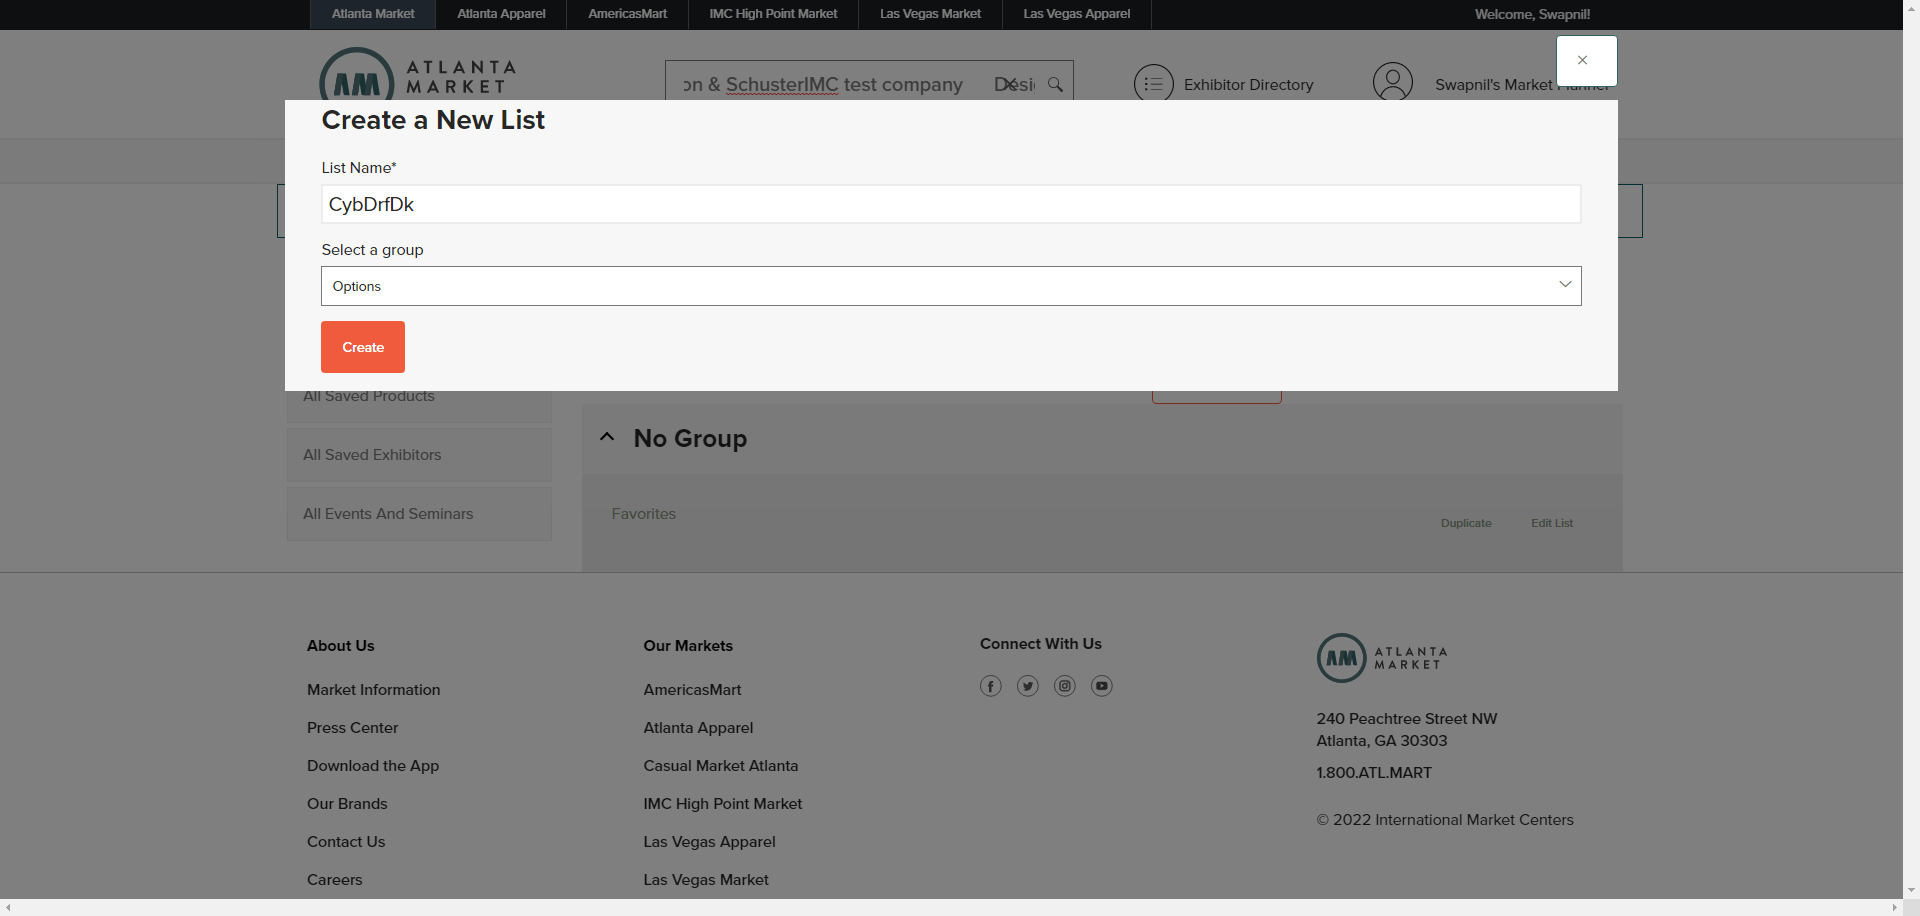 Atlanta Market Atlanta Apparel AmericasMart IMC High Point Market Las Vegas Market Las Vegas Apparel Welcome, Swapnil!
ATLANTA
MARKET
on & SchusterIMC test company
Exhibitor Directory
Swapnil's Market Planner
Create a New List
List Name*
CybDrfDk
Select a group
Options
Create
All Saved Products
All Saved Exhibitors
All Events And Seminars
No Group
Favorites
Duplicate Edit List
About Us
Market Information
Press Center
Download the App
Our Brands
Contact Us
Careers
Our Markets
AmericasMart
Atlanta Apparel
Casual Market Atlanta
IMC High Point Market
Las Vegas Apparel
Las Vegas Market
Connect With Us
AM
ATLANTA
MARKET
240 Peachtree Street NW
Atlanta, GA 30303
1.800.ATL.MART
© 2022 International Market Centers